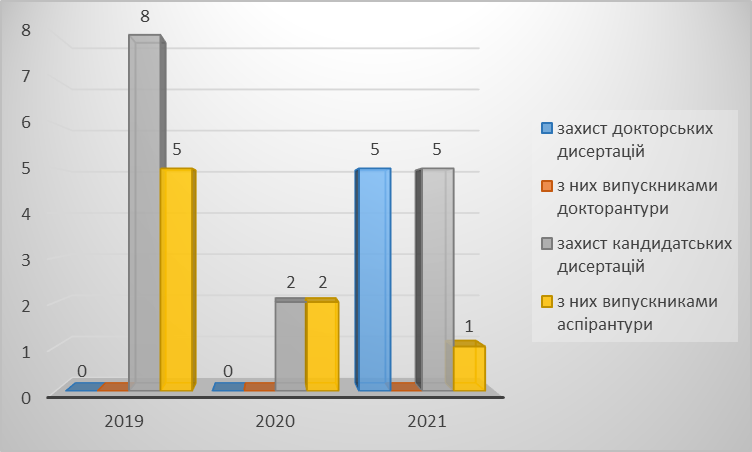 8
7
6
5
4
3
2
1
0
0
8
5
0
2
2
5
5
1
2019
2020
2021
захист докторських
дисертацій
з них випускниками
докторантури
захист кандидатських
дисертацій
з них випускниками
аспірантури